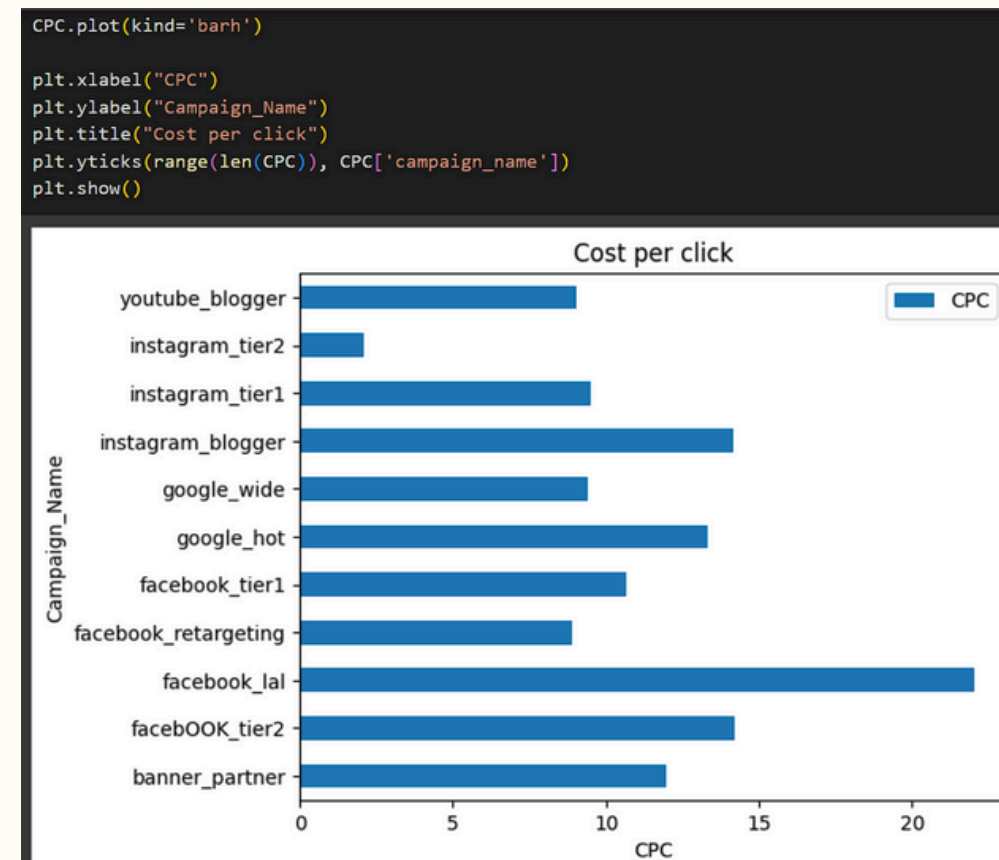 CPC.plot(kind='barh')
plt.xlabel("CPC")
plt.ylabel("Campaign_Name")
plt.title("Cost per click")
plt.yticks(range(len(CPC)), CPC['campaign_name'])
plt.show()
Cost per click
CPC
youtube_blogger
instagram_tier2
instagram_tier1
instagram_blogger
google_wide
google_hot
facebook_tier1
facebook_retargeting
facebook_lal
facebOOK_tier2
banner_partner
Campaign_Name
0 5 10 15 20
CPC